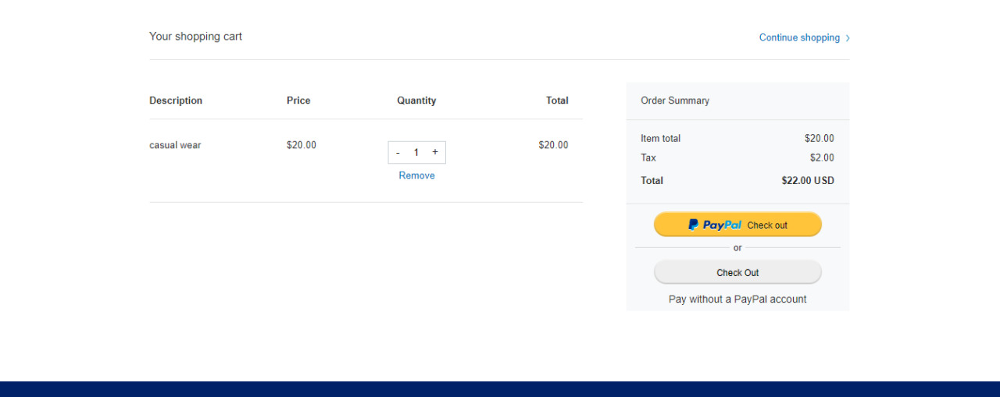 Your shopping cart
Continue shopping >
Description Price Quantity Total
casual wear $20.00 - 1 + $20.00
Remove
Order Summary
Item total $20.00
Tax $2.00
Total $22.00 USD
PayPal Check out
or
Check Out
Pay without a PayPal account